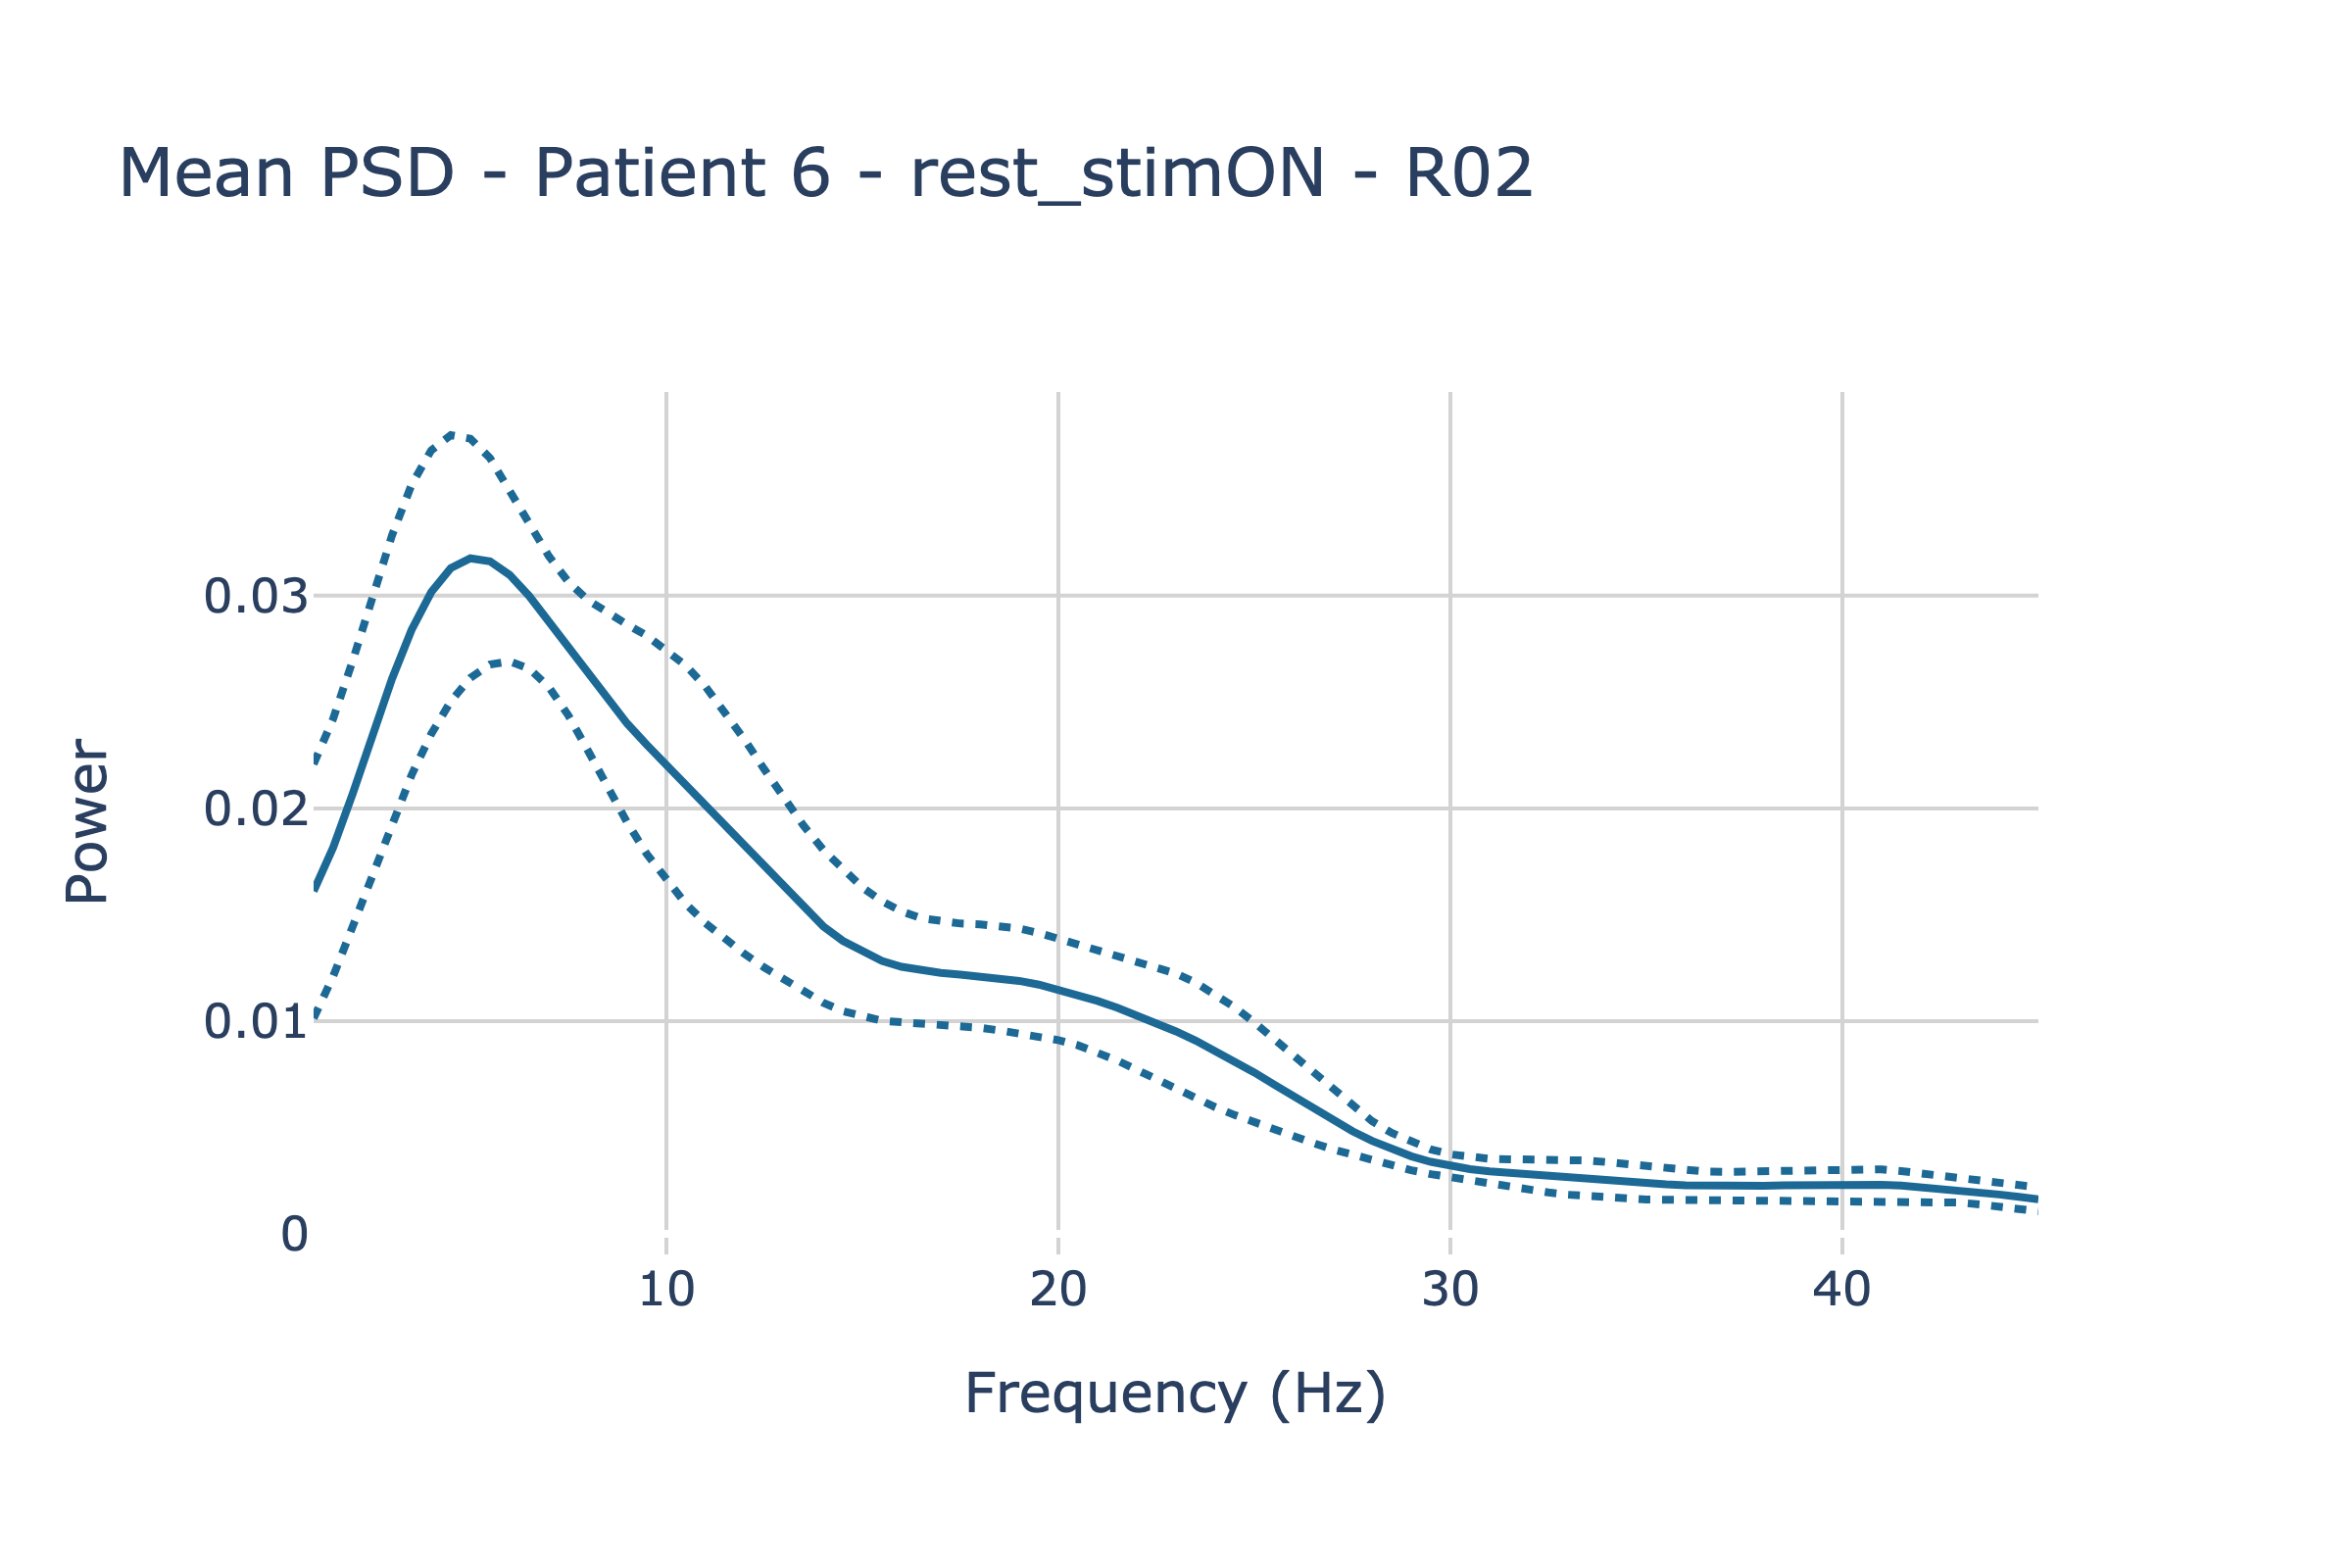 Mean PSD - Patient 6 - rest_stimON - R02
0.03
0.02
0.01
0
Power
10 20 30 40
Frequency (Hz)